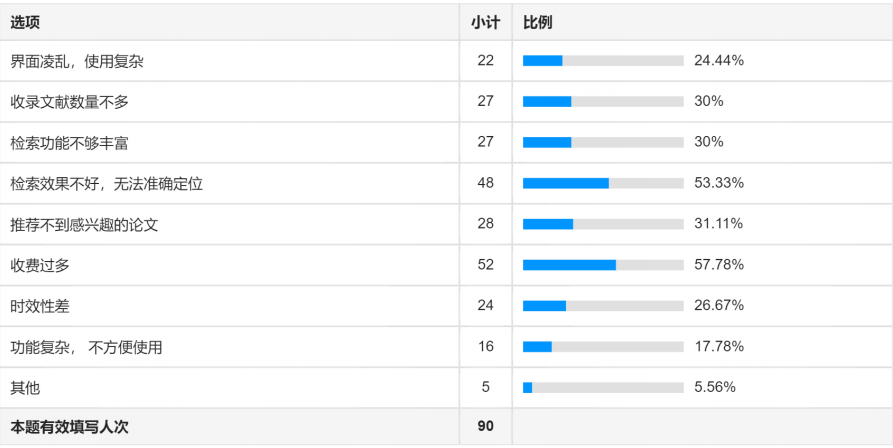 选项 小计 比例
界面凌乱，使用复杂 22 24.44%
收录文献数量不多 27 30%
检索功能不够丰富 27 30%
检索效果不好，无法准确定位 48 53.33%
推荐不到感兴趣的论文 28 31.11%
收费过多 52 57.78%
时效性差 24 26.67%
功能复杂， 不方便使用 16 17.78%
其他 5 5.56%
本题有效填写人次 90